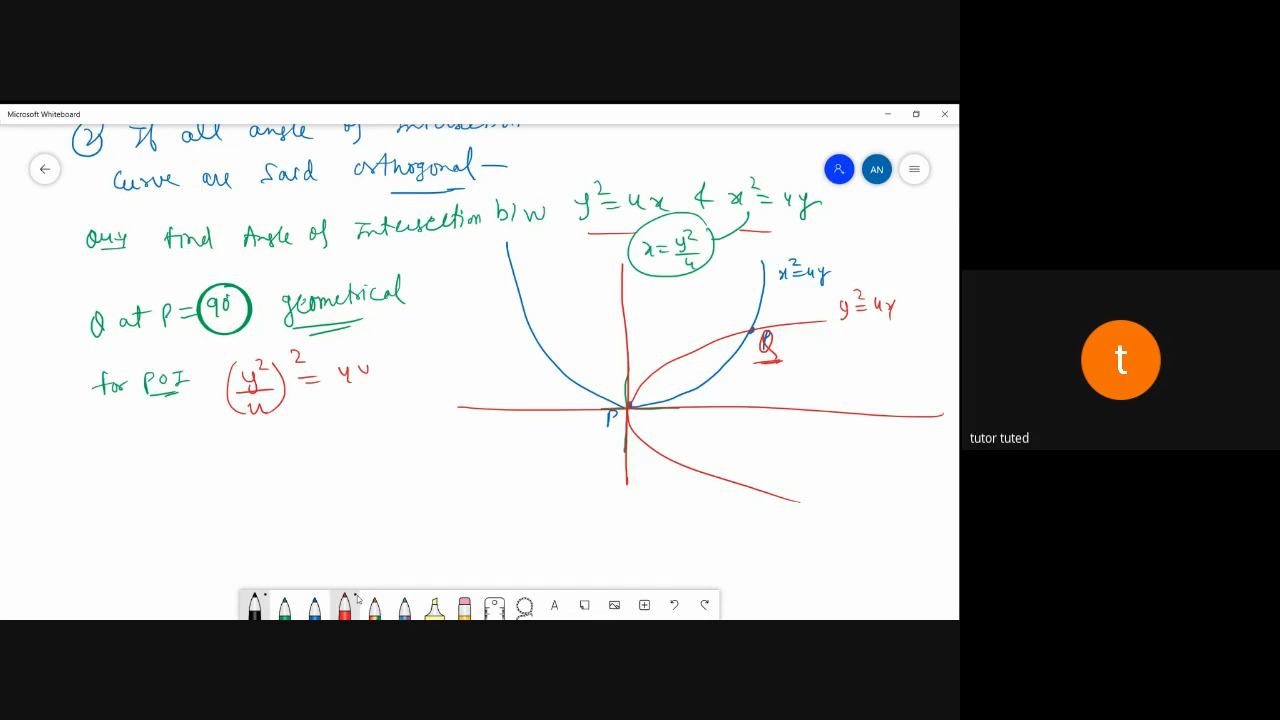 Microsoft Whiteboard
② If all angle of intersection
Curve are said orthogonal —
AN
Ques find Angle of Intersection b/w y² = 4x & x² = 4y
x = y²/4
x² = 4y
y² = 4x
θ at P = 90° geometrical
Q
for POI (y²/4)² = 4y
P
t
tutor tuted
A